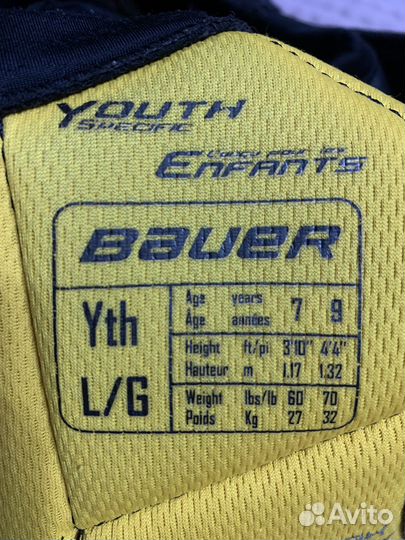 YOUTH
SPECIFIC
ENFANTS
BAUER
Yth
L/G
Age years 7 9
Âge années
Height ft/pi 3'10" 4'4"
Hauteur m 1.17 1.32
Weight lbs/lb 60 70
Poids Kg 27 32
Avito